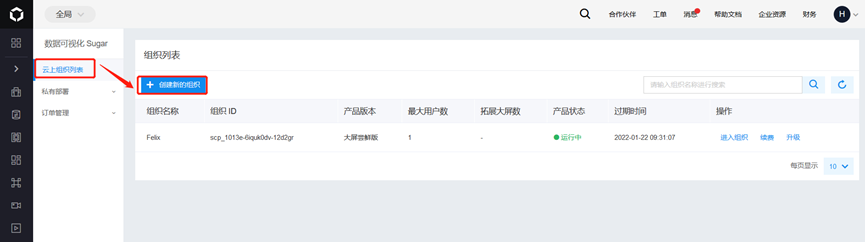 全局
合作伙伴 工单 消息 帮助文档 企业资源 财务 H
数据可视化 Sugar
云上组织列表
私有部署
订单管理
组织列表
+ 创建新的组织
请输入组织名称进行搜索
组织名称 组织 ID 产品版本 最大用户数 拓展大屏数 产品状态 过期时间 操作
Felix scp_1013e-6iquk0dv-12d2gr 大屏尝鲜版 1 - 运行中 2022-01-22 09:31:07 进入组织 续费 升级
每页显示 10